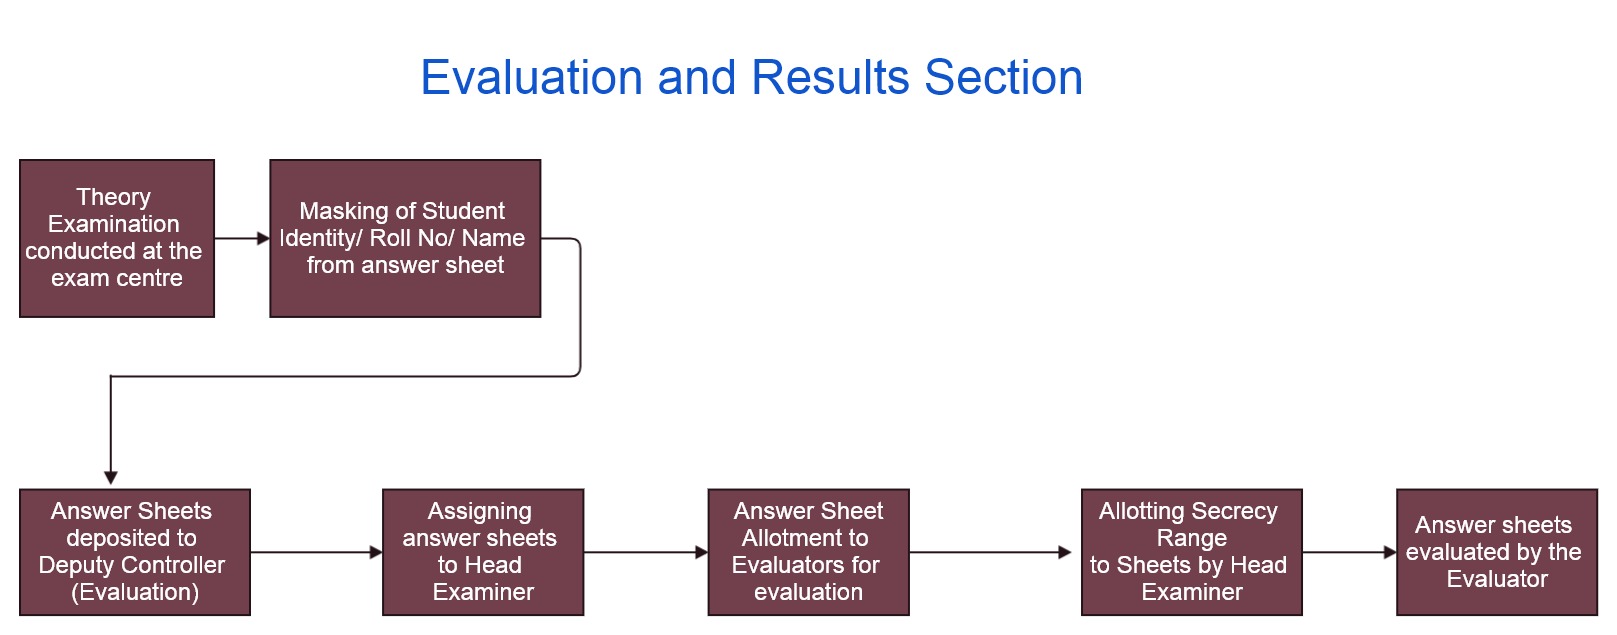 Evaluation and Results Section
Theory
Examination
conducted at the
exam centre
Masking of Student
Identity/ Roll No/ Name
from answer sheet
Answer Sheets
deposited to
Deputy Controller
(Evaluation)
Assigning
answer sheets
to Head
Examiner
Answer Sheet
Allotment to
Evaluators for
evaluation
Allotting Secrecy
Range
to Sheets by Head
Examiner
Answer sheets
evaluated by the
Evaluator